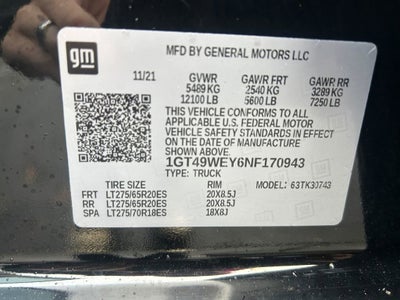 gm
MFD BY GENERAL MOTORS LLC
11/21 GVWR GAWR FRT GAWR RR
5489 KG 2540 KG 3289 KG
12100 LB 5600 LB 7250 LB
THIS VEHICLE CONFORMS TO ALL
APPLICABLE U.S. FEDERAL MOTOR
VEHICLE SAFETY STANDARDS IN EFFECT
ON THE DATE OF MANUFACTURE
SHOWN ABOVE.
1GT49WEY6NF170943
TYPE: TRUCK
TIRE SIZE RIM MODEL: 63TK30743
FRT LT275/65R20ES 20X8.5J
RR LT275/65R20ES 20X8.5J
SPA LT275/70R18ES 18X8J